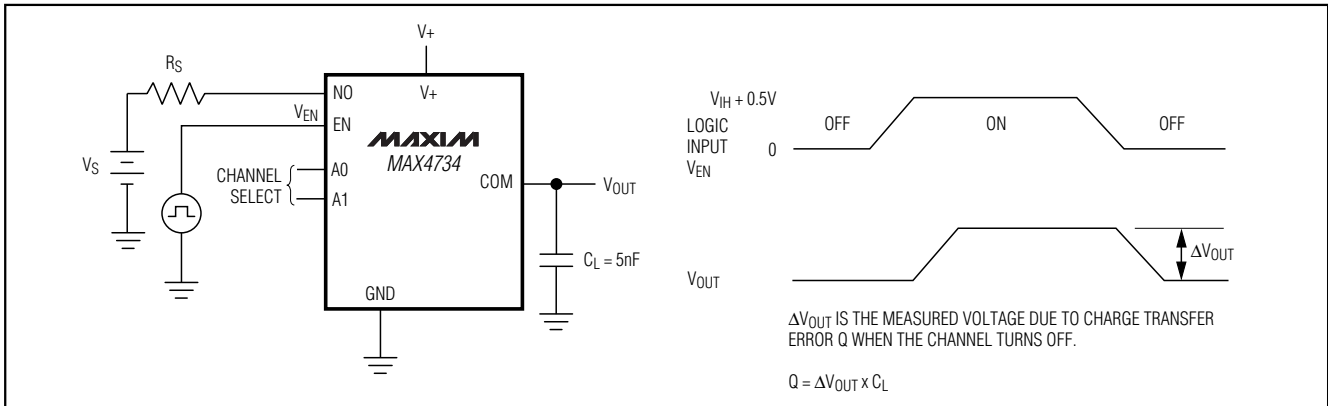 V+
RS
NO
V+
VEN
EN
MAXIM
MAX4734
VS
CHANNEL
SELECT
A0
A1
COM
VOUT
CL = 5nF
GND
VIH + 0.5V
LOGIC
INPUT
VEN
0
OFF
ON
OFF
VOUT
ΔVOUT
ΔVOUT IS THE MEASURED VOLTAGE DUE TO CHARGE TRANSFER
ERROR Q WHEN THE CHANNEL TURNS OFF.
Q = ΔVOUT x CL